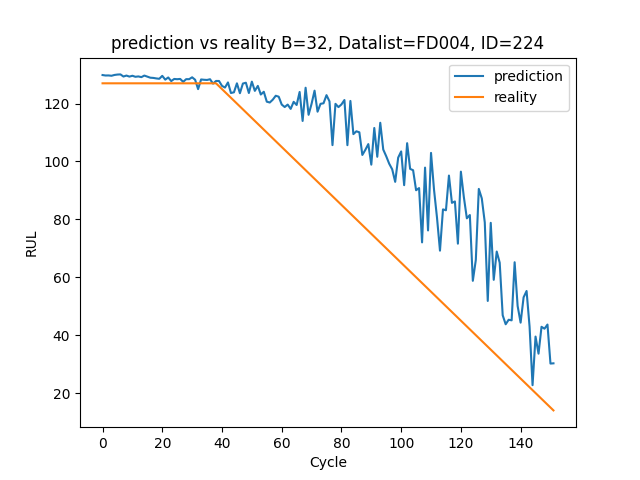 prediction vs reality B=32, Datalist=FD004, ID=224
prediction
reality
RUL
120
100
80
60
40
20
0 20 40 60 80 100 120 140
Cycle